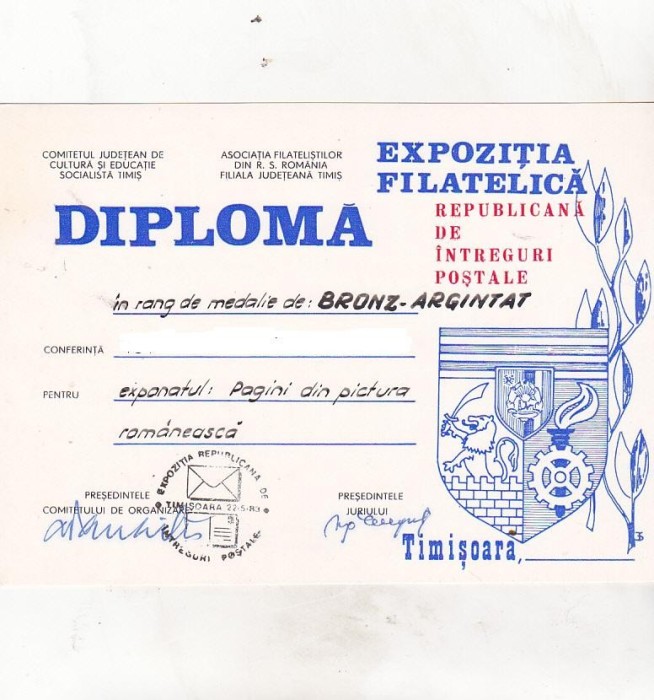 COMITETUL JUDEȚEAN DE
CULTURĂ ȘI EDUCAȚIE
SOCIALISTĂ TIMIȘ
ASOCIAȚIA FILATELIȘTILOR
DIN R. S. ROMÂNIA
FILIALA JUDEȚEANĂ TIMIȘ
EXPOZIȚIA
FILATELICĂ
REPUBLICANĂ
DE
ÎNTREGURI
POȘTALE
DIPLOMĂ
în rang de medalie de: BRONZ-ARGINTAT
CONFERINȚĂ
PENTRU
exponatul: Pagini din pictura
românească
EXPOZIȚIA REPUBLICANA DE
TIMIȘOARA 22-5-83
ÎNTREGURI POȘTALE
PREȘEDINTELE
COMITETULUI DE ORGANIZARE
PREȘEDINTELE
JURIULUI
Timișoara,